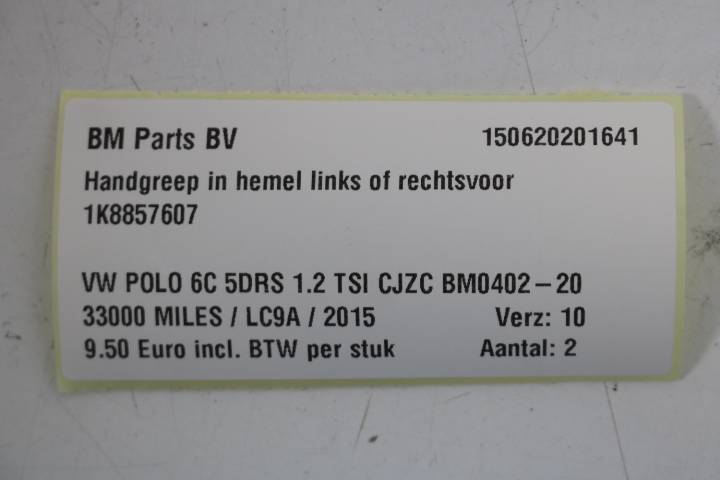 BM Parts BV 150620201641
Handgreep in hemel links of rechtsvoor
1K8857607
VW POLO 6C 5DRS 1.2 TSI CJZC BM0402-20
33000 MILES / LC9A / 2015 Verz: 10
9.50 Euro incl. BTW per stuk Aantal: 2